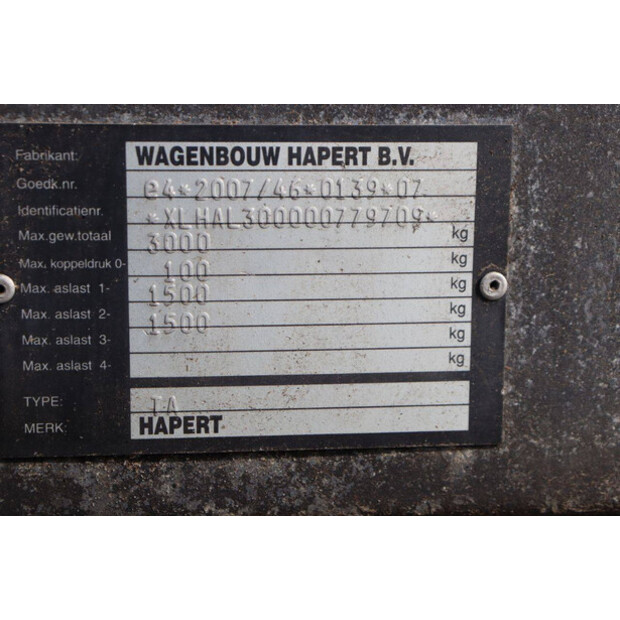 Fabrikant: WAGENBOUW HAPERT B.V.
Goedk.nr. e4*2007/46*0139*07
Identificatienr. *XLHAL300000779709*
Max.gew.totaal 3000 kg
Max. koppeldruk 0- 100 kg
Max. aslast 1- 1500 kg
Max. aslast 2- 1500 kg
Max. aslast 3- kg
Max. aslast 4- kg
TYPE: TA
MERK: HAPERT